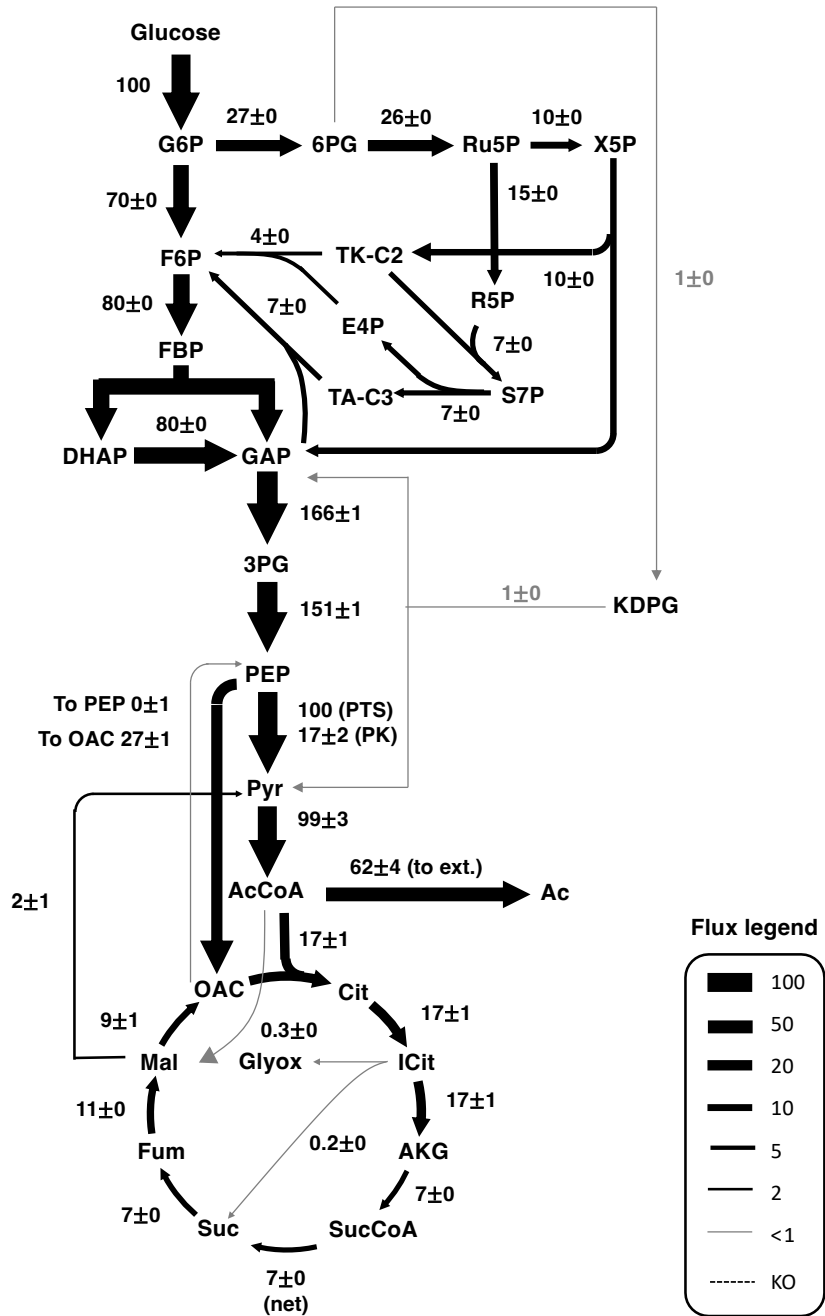 Glucose
100
27±0
26±0
10±0
G6P
6PG
Ru5P
X5P
70±0
15±0
4±0
F6P
TK-C2
10±0
1±0
80±0
7±0
R5P
E4P
7±0
FBP
TA-C3
S7P
80±0
7±0
DHAP
GAP
166±1
3PG
151±1
1±0
KDPG
PEP
To PEP 0±1
To OAC 27±1
100 (PTS)
17±2 (PK)
Pyr
99±3
62±4 (to ext.)
AcCoA
Ac
2±1
17±1
Flux legend
OAC
Cit
100
9±1
0.3±0
17±1
50
Mal
Glyox
ICit
20
11±0
17±1
10
Fum
0.2±0
AKG
5
7±0
7±0
2
Suc
SucCoA
<1
7±0
(net)
KO